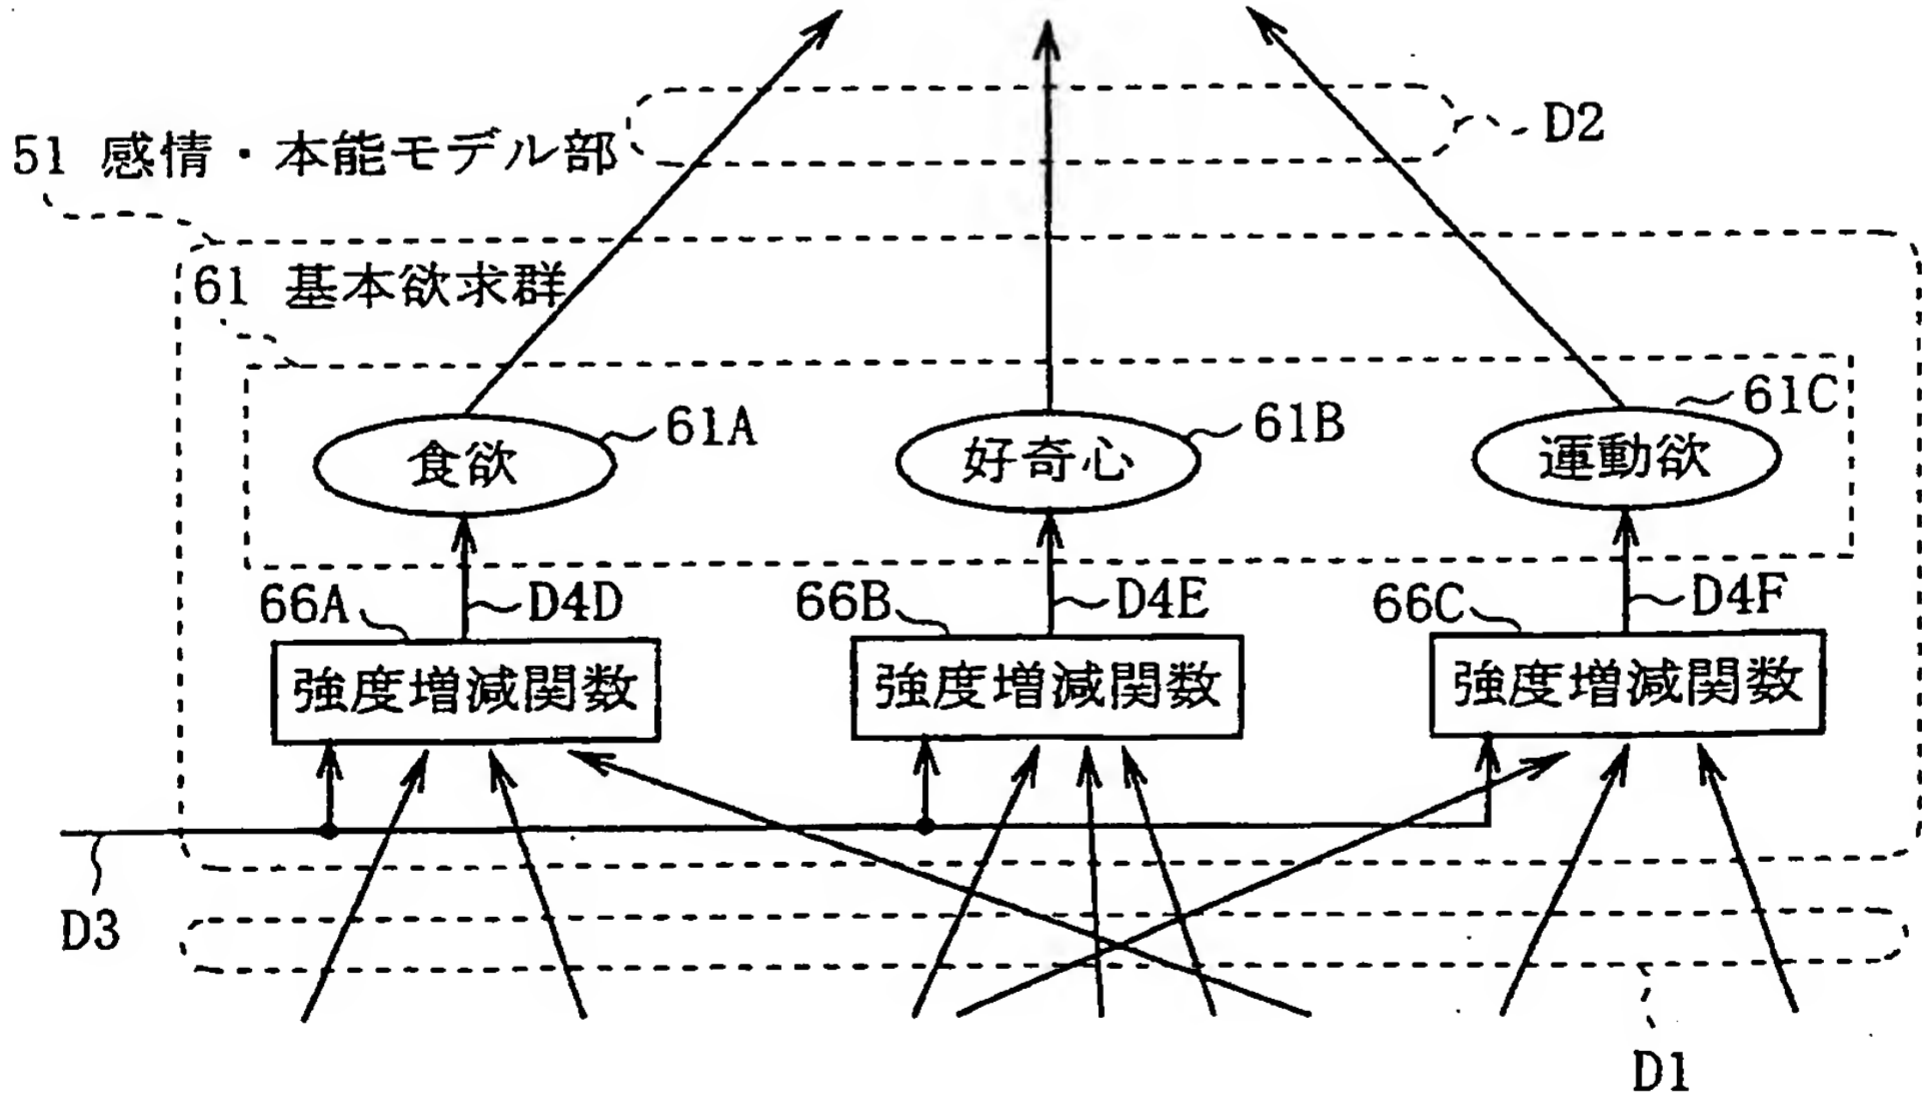 D2
51 感情・本能モデル部
61 基本欲求群
61A
61B
61C
食欲
好奇心
運動欲
66A
D4D
66B
D4E
66C
D4F
強度増減関数
強度増減関数
強度増減関数
D3
D1